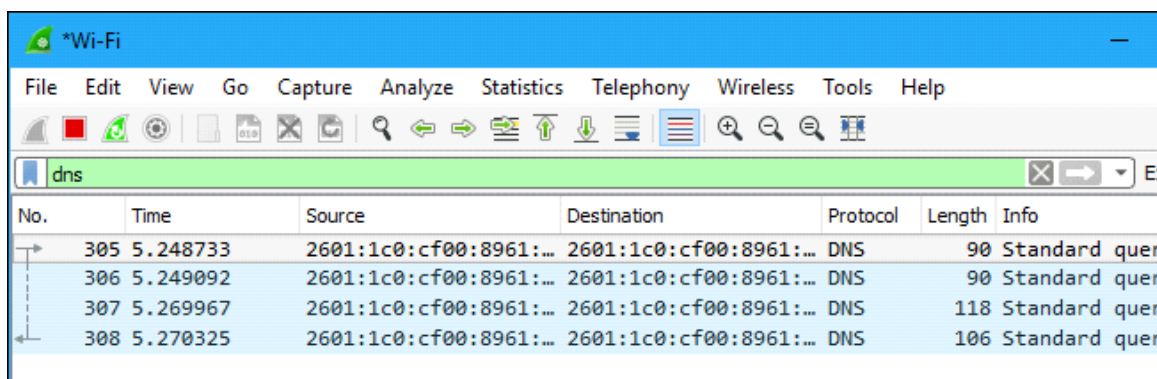 *Wi-Fi
File Edit View Go Capture Analyze Statistics Telephony Wireless Tools Help
dns
No. Time Source Destination Protocol Length Info
305 5.248733 2601:1c0:cf00:8961:… 2601:1c0:cf00:8961:… DNS 90 Standard quer
306 5.249092 2601:1c0:cf00:8961:… 2601:1c0:cf00:8961:… DNS 90 Standard quer
307 5.269967 2601:1c0:cf00:8961:… 2601:1c0:cf00:8961:… DNS 118 Standard quer
308 5.270325 2601:1c0:cf00:8961:… 2601:1c0:cf00:8961:… DNS 106 Standard quer